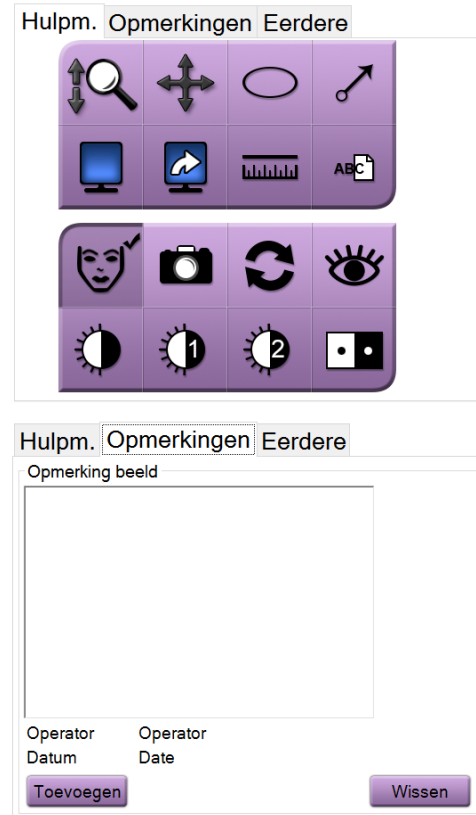 Hulpm. Opmerkingen Eerdere
ABC
1 2
Hulpm. Opmerkingen Eerdere
Opmerking beeld
Operator Operator
Datum Date
Toevoegen Wissen